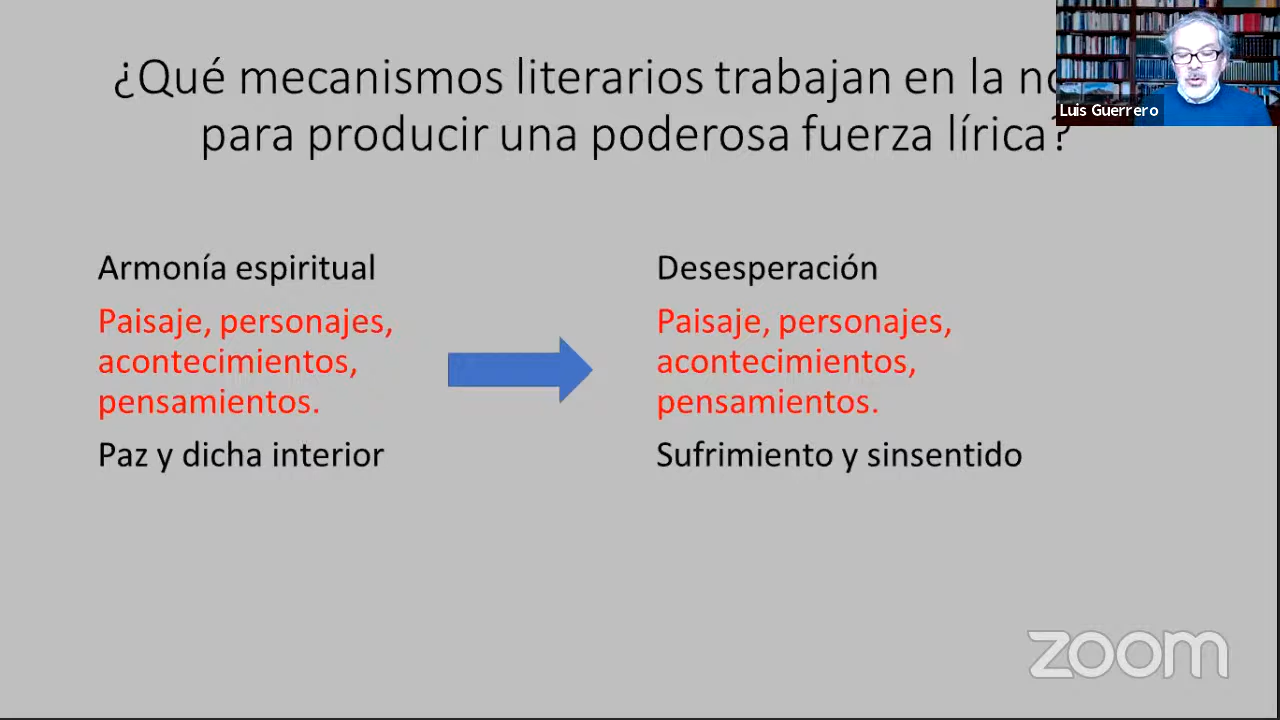 ¿Qué mecanismos literarios trabajan en la
para producir una poderosa fuerza lírica?
Luis Guerrero
Armonía espiritual
Paisaje, personajes,
acontecimientos,
pensamientos.
Paz y dicha interior
Desesperación
Paisaje, personajes,
acontecimientos,
pensamientos.
Sufrimiento y sinsentido
zoom